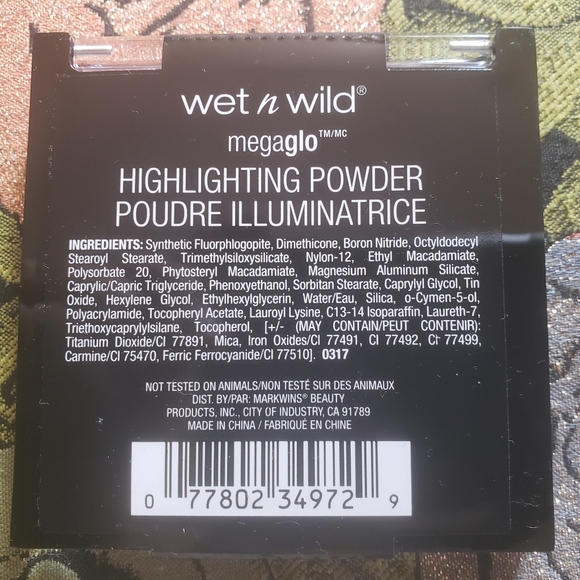 wet n wild®
megaglo™/MC
HIGHLIGHTING POWDER
POUDRE ILLUMINATRICE
INGREDIENTS: Synthetic Fluorphlogopite, Dimethicone, Boron Nitride, Octyldodecyl
Stearoyl Stearate, Trimethylsiloxysilicate, Nylon-12, Ethyl Macadamiate,
Polysorbate 20, Phytosteryl Macadamiate, Magnesium Aluminum Silicate,
Caprylic/Capric Triglyceride, Phenoxyethanol, Sorbitan Stearate, Caprylyl Glycol, Tin
Oxide, Hexylene Glycol, Ethylhexylglycerin, Water/Eau, Silica, o-Cymen-5-ol,
Polyacrylamide, Tocopheryl Acetate, Lauroyl Lysine, C13-14 Isoparaffin, Laureth-7,
Triethoxycaprylylsilane, Tocopherol, [+/- (MAY CONTAIN/PEUT CONTENIR):
Titanium Dioxide/CI 77891, Mica, Iron Oxides/CI 77491, CI 77492, CI 77499,
Carmine/CI 75470, Ferric Ferrocyanide/CI 77510]. 0317
NOT TESTED ON ANIMALS/NON TESTÉ SUR DES ANIMAUX
DIST. BY/PAR: MARKWINS® BEAUTY
PRODUCTS, INC., CITY OF INDUSTRY, CA 91789
MADE IN CHINA / FABRIQUÉ EN CHINE
0 77802 34972 9